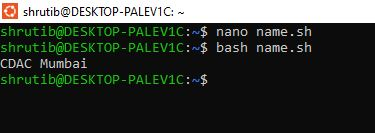 shrutib@DESKTOP-PALEV1C: ~
shrutib@DESKTOP-PALEV1C:~$ nano name.sh
shrutib@DESKTOP-PALEV1C:~$ bash name.sh
CDAC Mumbai
shrutib@DESKTOP-PALEV1C:~$